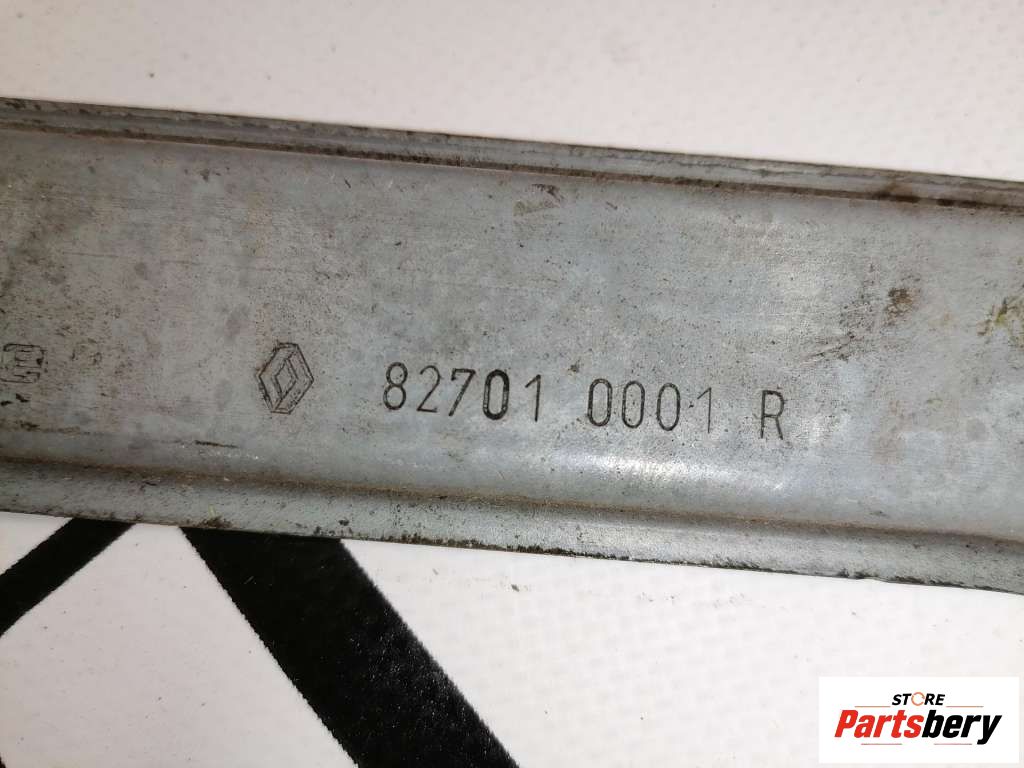 82701 0001 R
STORE
Partsbery